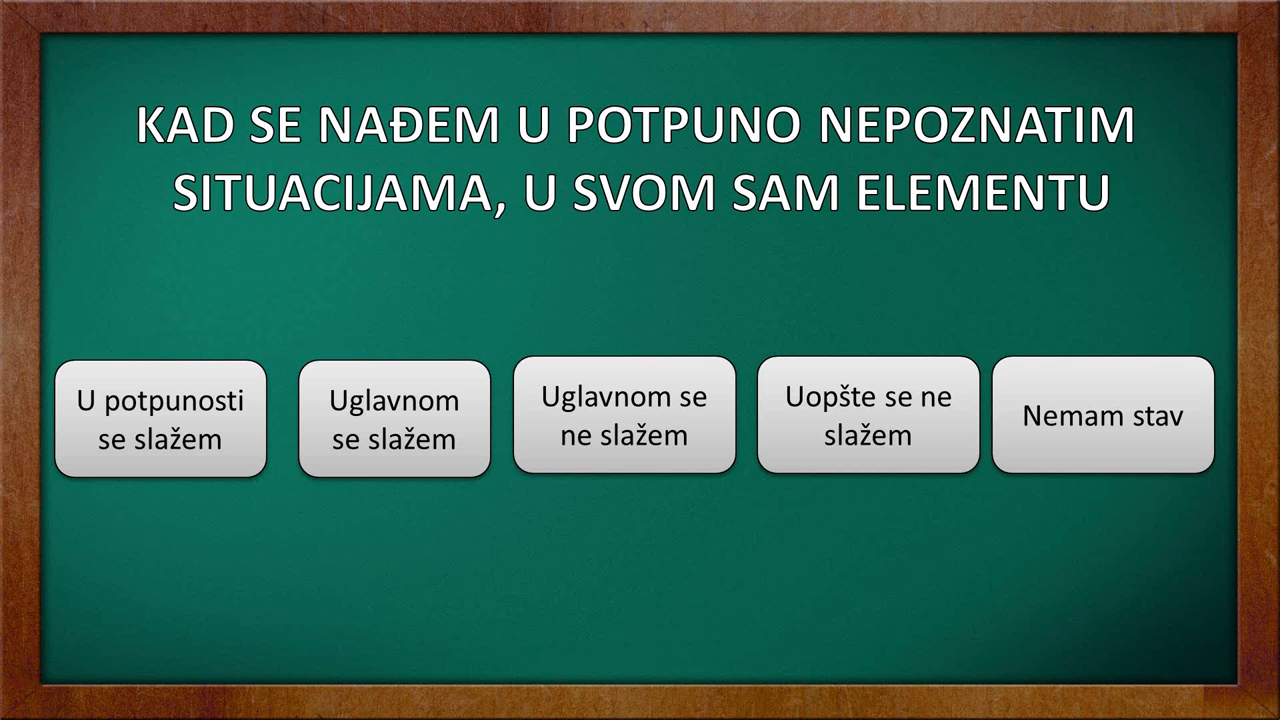 KAD SE NAĐEM U POTPUNO NEPOZNATIM
SITUACIJAMA, U SVOM SAM ELEMENTU
U potpunosti
se slažem
Uglavnom
se slažem
Uglavnom se
ne slažem
Uopšte se ne
slažem
Nemam stav